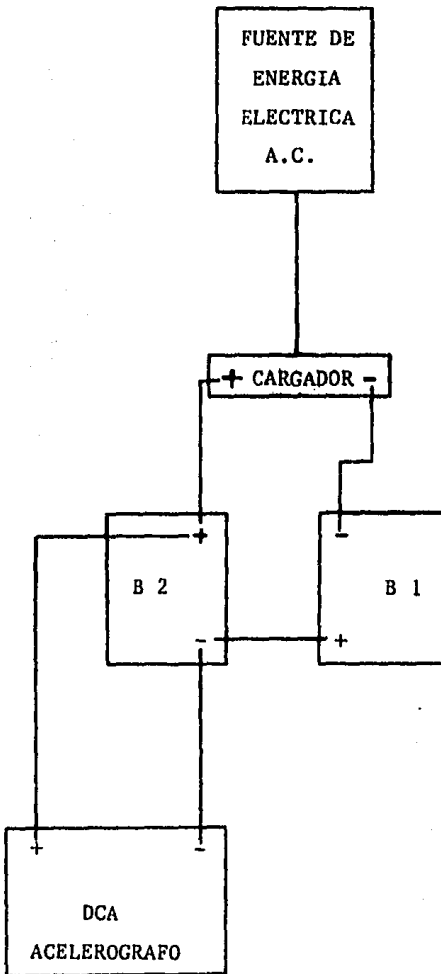 FUENTE DE
ENERGIA
ELECTRICA
A.C.
+ CARGADOR -
+
-
B 2
B 1
-
+
+
-
DCA
ACELEROGRAFO